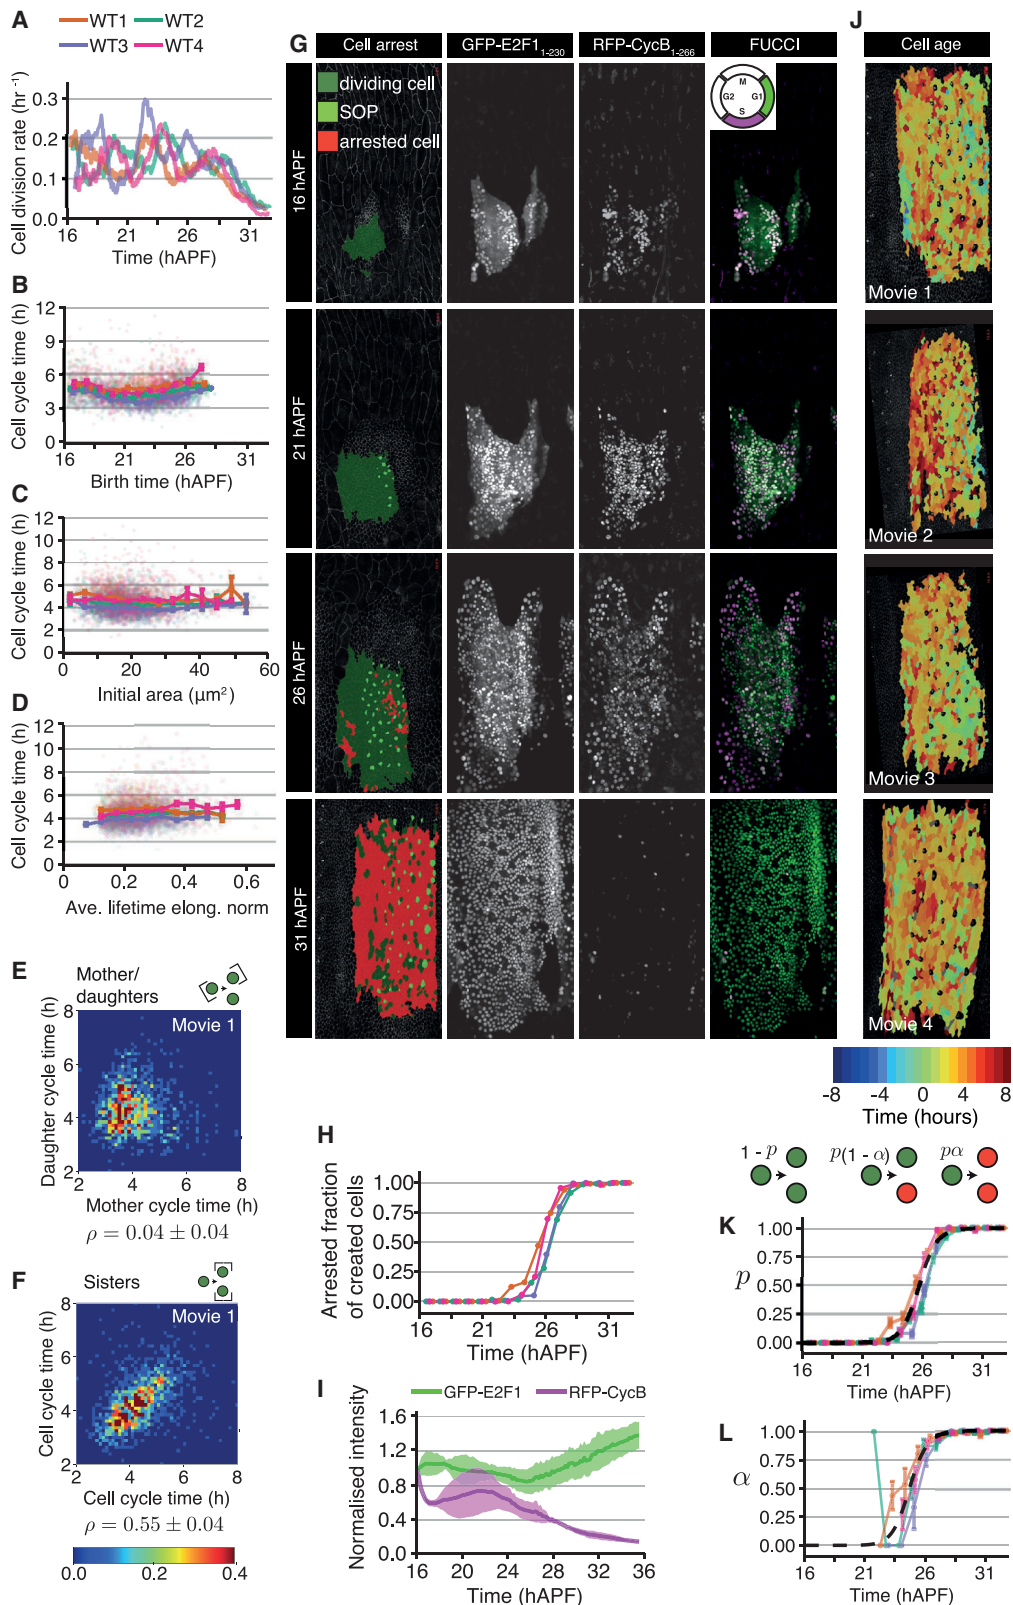 A
WT1
WT2
WT3
WT4
Cell division rate (hr⁻¹)
0.3
0.2
0.1
0.0
16 21 26 31
Time (hAPF)
B
Cell cycle time (h)
12
9
6
3
0
16 21 26 31
Birth time (hAPF)
C
Cell cycle time (h)
12
10
8
6
4
2
0
0 20 40 60
Initial area (µm²)
D
Cell cycle time (h)
12
10
8
6
4
2
0
0 0.2 0.4 0.6
Ave. lifetime elong. norm
E
Mother/
daughters
Movie 1
Daughter cycle time (h)
8
6
4
2
2 4 6 8
Mother cycle time (h)
ρ = 0.04 ± 0.04
F
Sisters
Movie 1
Cell cycle time (h)
8
6
4
2
2 4 6 8
Cell cycle time (h)
ρ = 0.55 ± 0.04
0.0 0.2 0.4
G
Cell arrest
GFP-E2F1₁₋₂₃₀
RFP-CycB₁₋₂₆₆
FUCCI
dividing cell
SOP
arrested cell
M
G2 G1
S
16 hAPF
21 hAPF
26 hAPF
31 hAPF
H
Arrested fraction
of created cells
1.00
0.75
0.50
0.25
0.00
16 21 26 31
Time (hAPF)
I
GFP-E2F1
RFP-CycB
Normalised intensity
1.6
1.2
0.8
0.4
0.0
16 20 24 28 32 36
Time (hAPF)
J
Cell age
Movie 1
Movie 2
Movie 3
Movie 4
-8 -4 0 4 8
Time (hours)
1 - p
p(1 - α)
pα
K
p
1.00
0.75
0.50
0.25
0.00
16 21 26 31
Time (hAPF)
L
α
1.00
0.75
0.50
0.25
0.00
16 21 26 31
Time (hAPF)